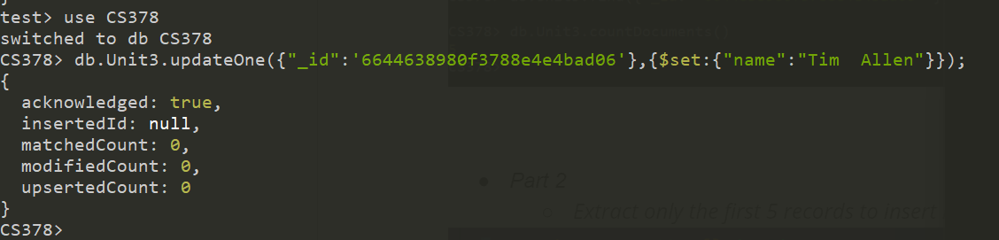 }
test> use CS378
switched to db CS378
CS378> db.unit3.countDocuments()
CS378> db.Unit3.updateOne({"_id":'6644638980f3788e4e4bad06'},{$set:{"name":"Tim  Allen"}});
{
  acknowledged: true,
  insertedId: null,
  matchedCount: 0,
  modifiedCount: 0,
  upsertedCount: 0
● Part 2
}
○ Extract only the first 5 records to insert
CS378>